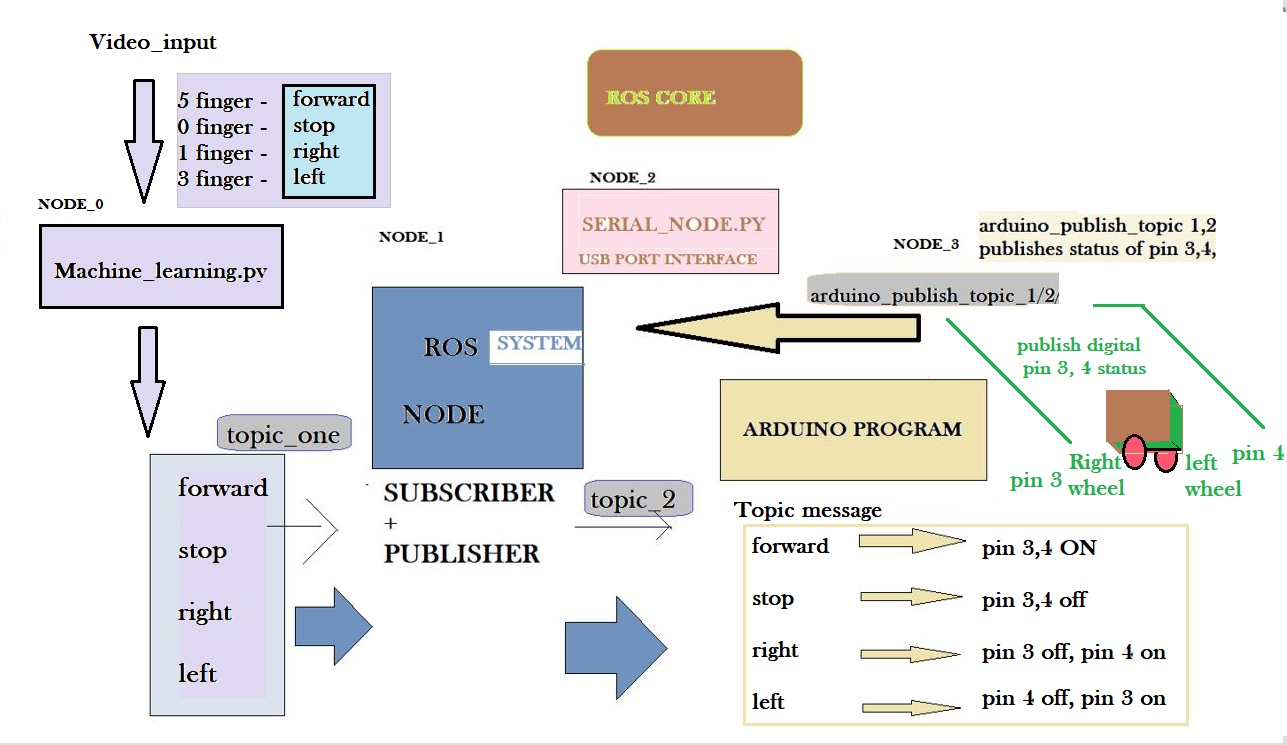 Video_input
5 finger - forward
0 finger - stop
1 finger - right
3 finger - left
NODE_0
Machine_learning.py
topic_one
forward
stop
right
left
NODE_1
ROS SYSTEM
NODE
SUBSCRIBER
+
PUBLISHER
topic_2
ROS CORE
NODE_2
SERIAL_NODE.PY
USB PORT INTERFACE
NODE_3
arduino_publish_topic 1,2
publishes status of pin 3,4,
arduino_publish_topic_1/2/
publish digital
pin 3, 4 status
ARDUINO PROGRAM
pin 3
Right
wheel
left
wheel
pin 4
Topic message
forward pin 3,4 ON
stop pin 3,4 off
right pin 3 off, pin 4 on
left pin 4 off, pin 3 on